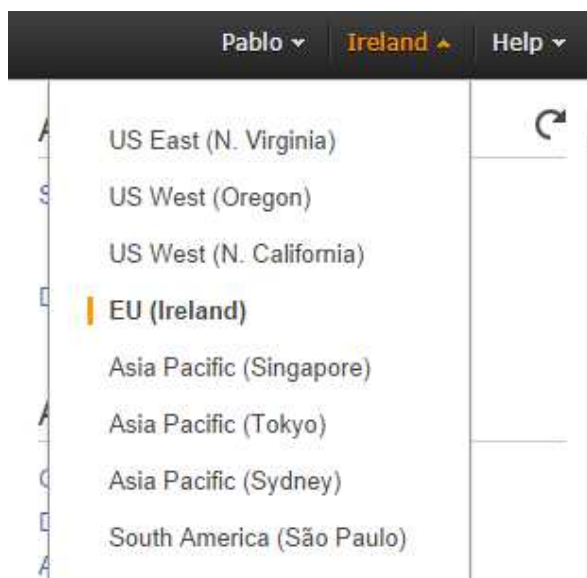 Pablo Ireland Help
US East (N. Virginia)
US West (Oregon)
US West (N. California)
EU (Ireland)
Asia Pacific (Singapore)
Asia Pacific (Tokyo)
Asia Pacific (Sydney)
South America (São Paulo)